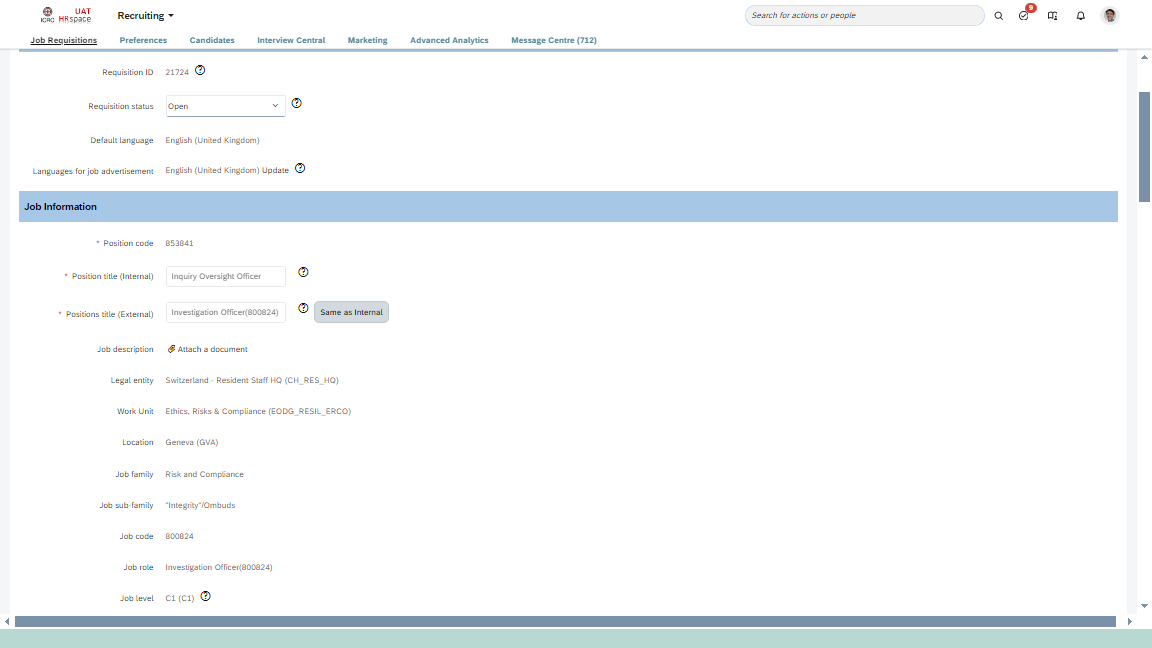 UAT
ICRC HRspace
Recruiting
Search for actions or people
9
Job Requisitions
Preferences
Candidates
Interview Central
Marketing
Advanced Analytics
Message Centre (712)
Requisition ID 21724
Requisition status Open
Default language English (United Kingdom)
Languages for job advertisement English (United Kingdom) Update
Job Information
* Position code 853841
* Position title (Internal) Inquiry Oversight Officer
* Positions title (External) Investigation Officer(800824) Same as Internal
Job description Attach a document
Legal entity Switzerland - Resident Staff HQ (CH_RES_HQ)
Work Unit Ethics, Risks & Compliance (EODG_RESIL_ERCO)
Location Geneva (GVA)
Job family Risk and Compliance
Job sub-family "Integrity"/Ombuds
Job code 800824
Job role Investigation Officer(800824)
Job level C1 (C1)